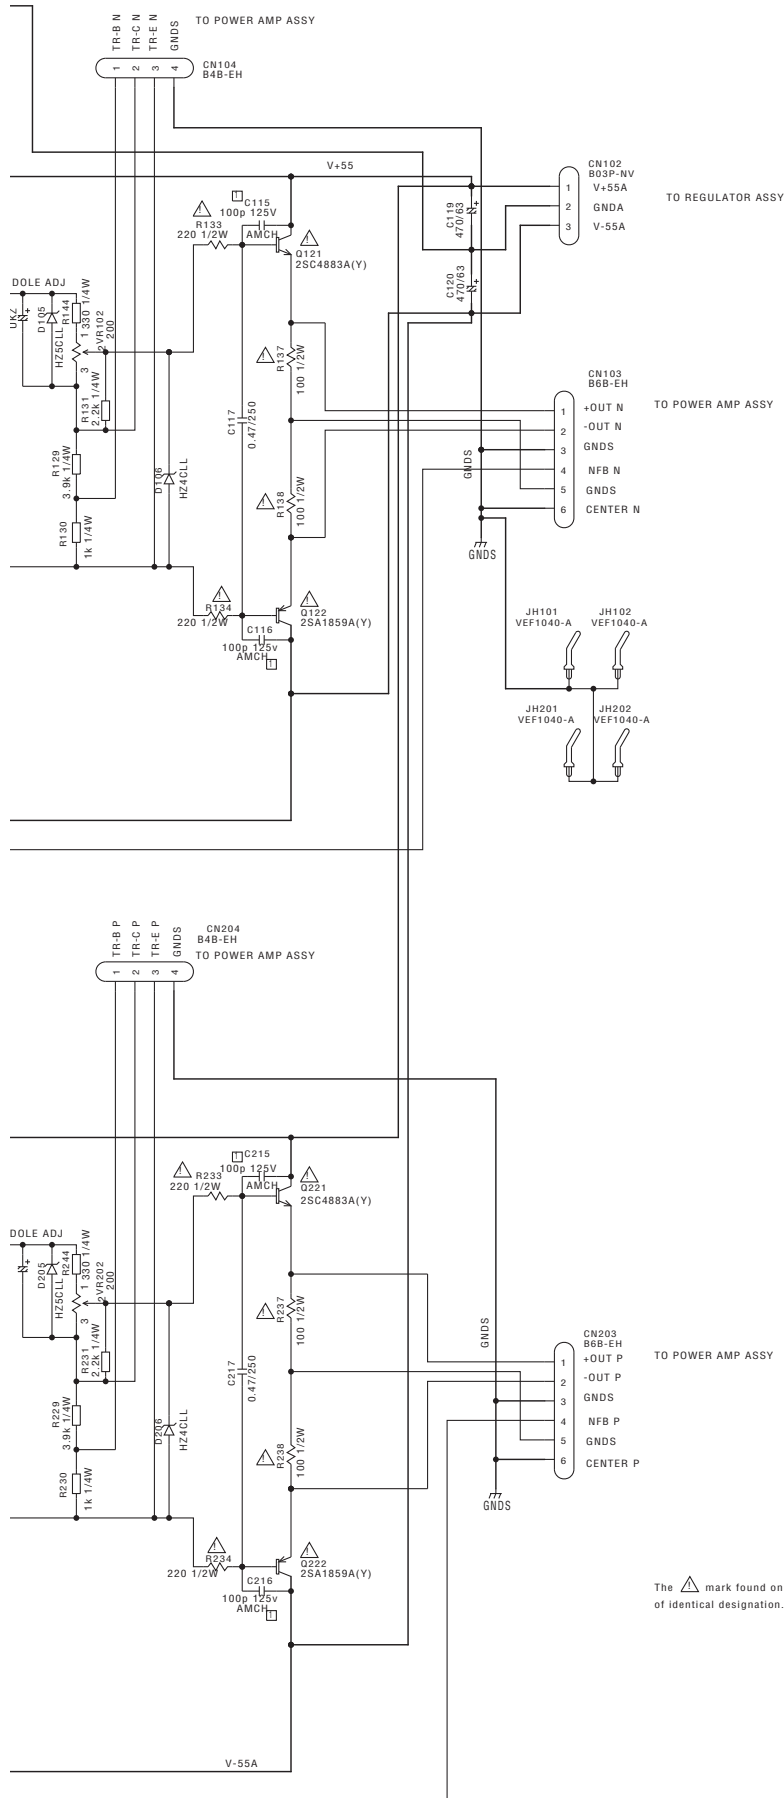 TR-B N
TR-C N
TR-E N
GNDS
TO POWER AMP ASSY
1
2
3
4
CN104
B4B-EH
V+55
CN102
B03P-NV
1 V+55A
2 GNDA
3 V-55A
TO REGULATOR ASSY
1
C115
100p 125V
AMCH
R133
220 1/2W
Q121
2SC4883A(Y)
C119
470/63
C120
470/63
DOLE ADJ
D105
HZ5CLL
R144
330 1/4W
1
2
3
VR102
200
R131
2.2k 1/4W
R129
3.9k 1/4W
R130
1k 1/4W
D106
HZ4CLL
C117
0.47/250
R137
100 1/2W
R138
100 1/2W
CN103
B6B-EH
TO POWER AMP ASSY
1 +OUT N
2 -OUT N
3 GNDS
4 NFB N
5 GNDS
6 CENTER N
GNDS
GNDS
R134
220 1/2W
Q122
2SA1859A(Y)
C116
100p 125v
AMCH
1
JH101
VEF1040-A
JH102
VEF1040-A
JH201
VEF1040-A
JH202
VEF1040-A
TR-B P
TR-C P
TR-E P
GNDS
CN204
B4B-EH
TO POWER AMP ASSY
1
2
3
4
1
C215
100p 125V
AMCH
R233
220 1/2W
Q221
2SC4883A(Y)
DOLE ADJ
D205
HZ5CLL
R244
330 1/4W
1
2
3
VR202
200
R231
2.2k 1/4W
R229
3.9k 1/4W
R230
1k 1/4W
D206
HZ4CLL
C217
0.47/250
R237
100 1/2W
R238
100 1/2W
GNDS
CN203
B6B-EH
TO POWER AMP ASSY
1 +OUT P
2 -OUT P
3 GNDS
4 NFB P
5 GNDS
6 CENTER P
GNDS
R234
220 1/2W
Q222
2SA1859A(Y)
C216
100p 125v
AMCH
1
The ! mark found on
of identical designation.
V-55A